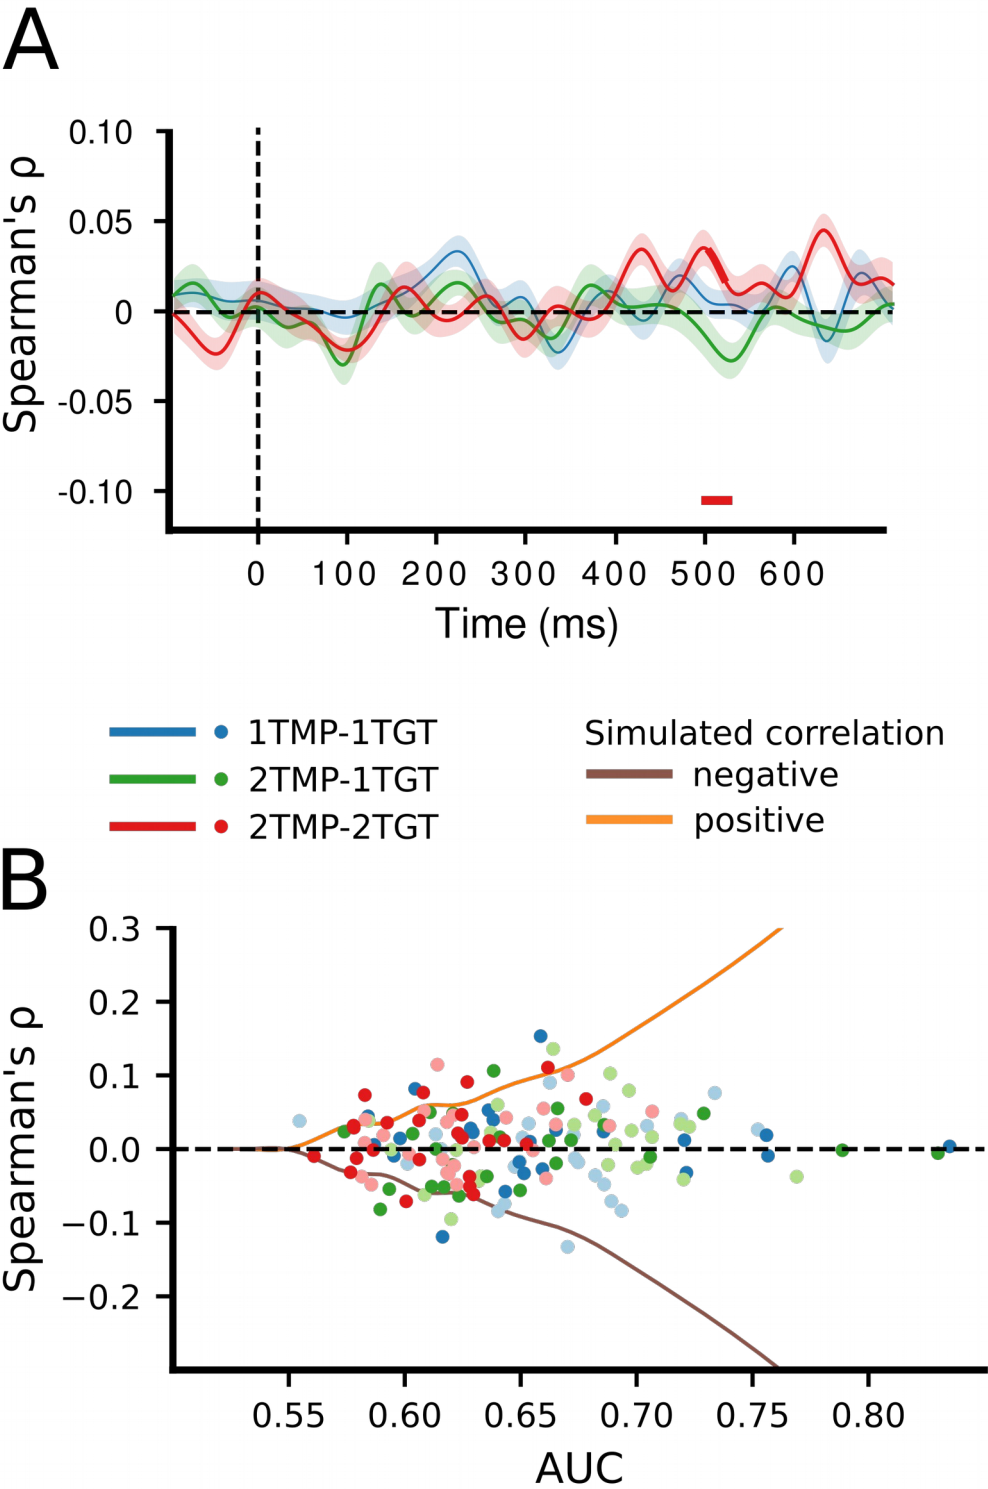 A
Spearman's ρ
0.10
0.05
0
-0.05
-0.10
0 100 200 300 400 500 600
Time (ms)
1TMP-1TGT
2TMP-1TGT
2TMP-2TGT
Simulated correlation
negative
positive
B
Spearman's ρ
0.3
0.2
0.1
0.0
−0.1
−0.2
0.55 0.60 0.65 0.70 0.75 0.80
AUC